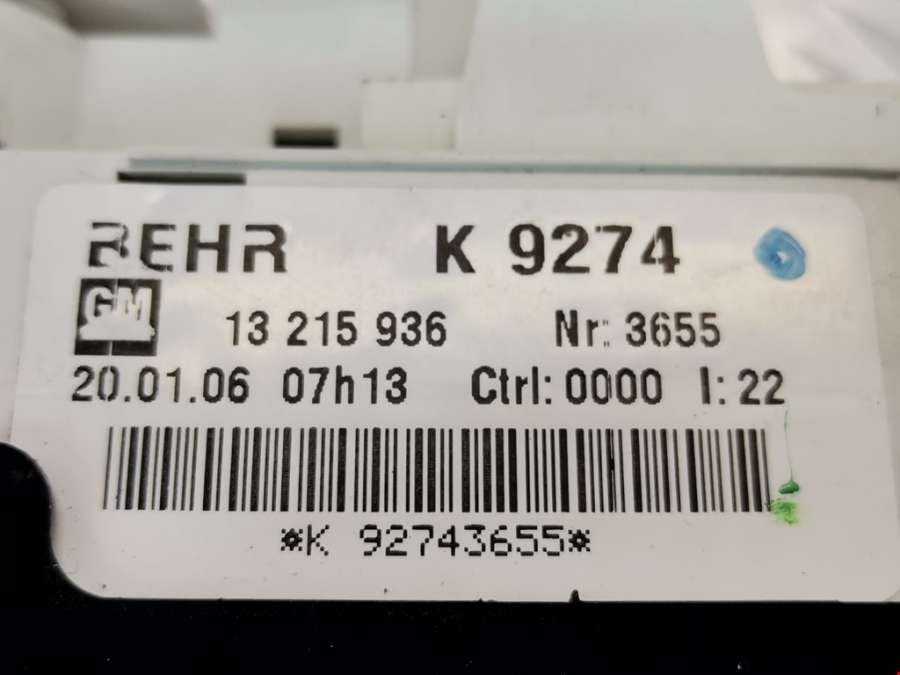 BEHR K 9274
GM
13 215 936 Nr: 3655
20.01.06 07h13 Ctrl: 0000 I: 22
*K 92743655*